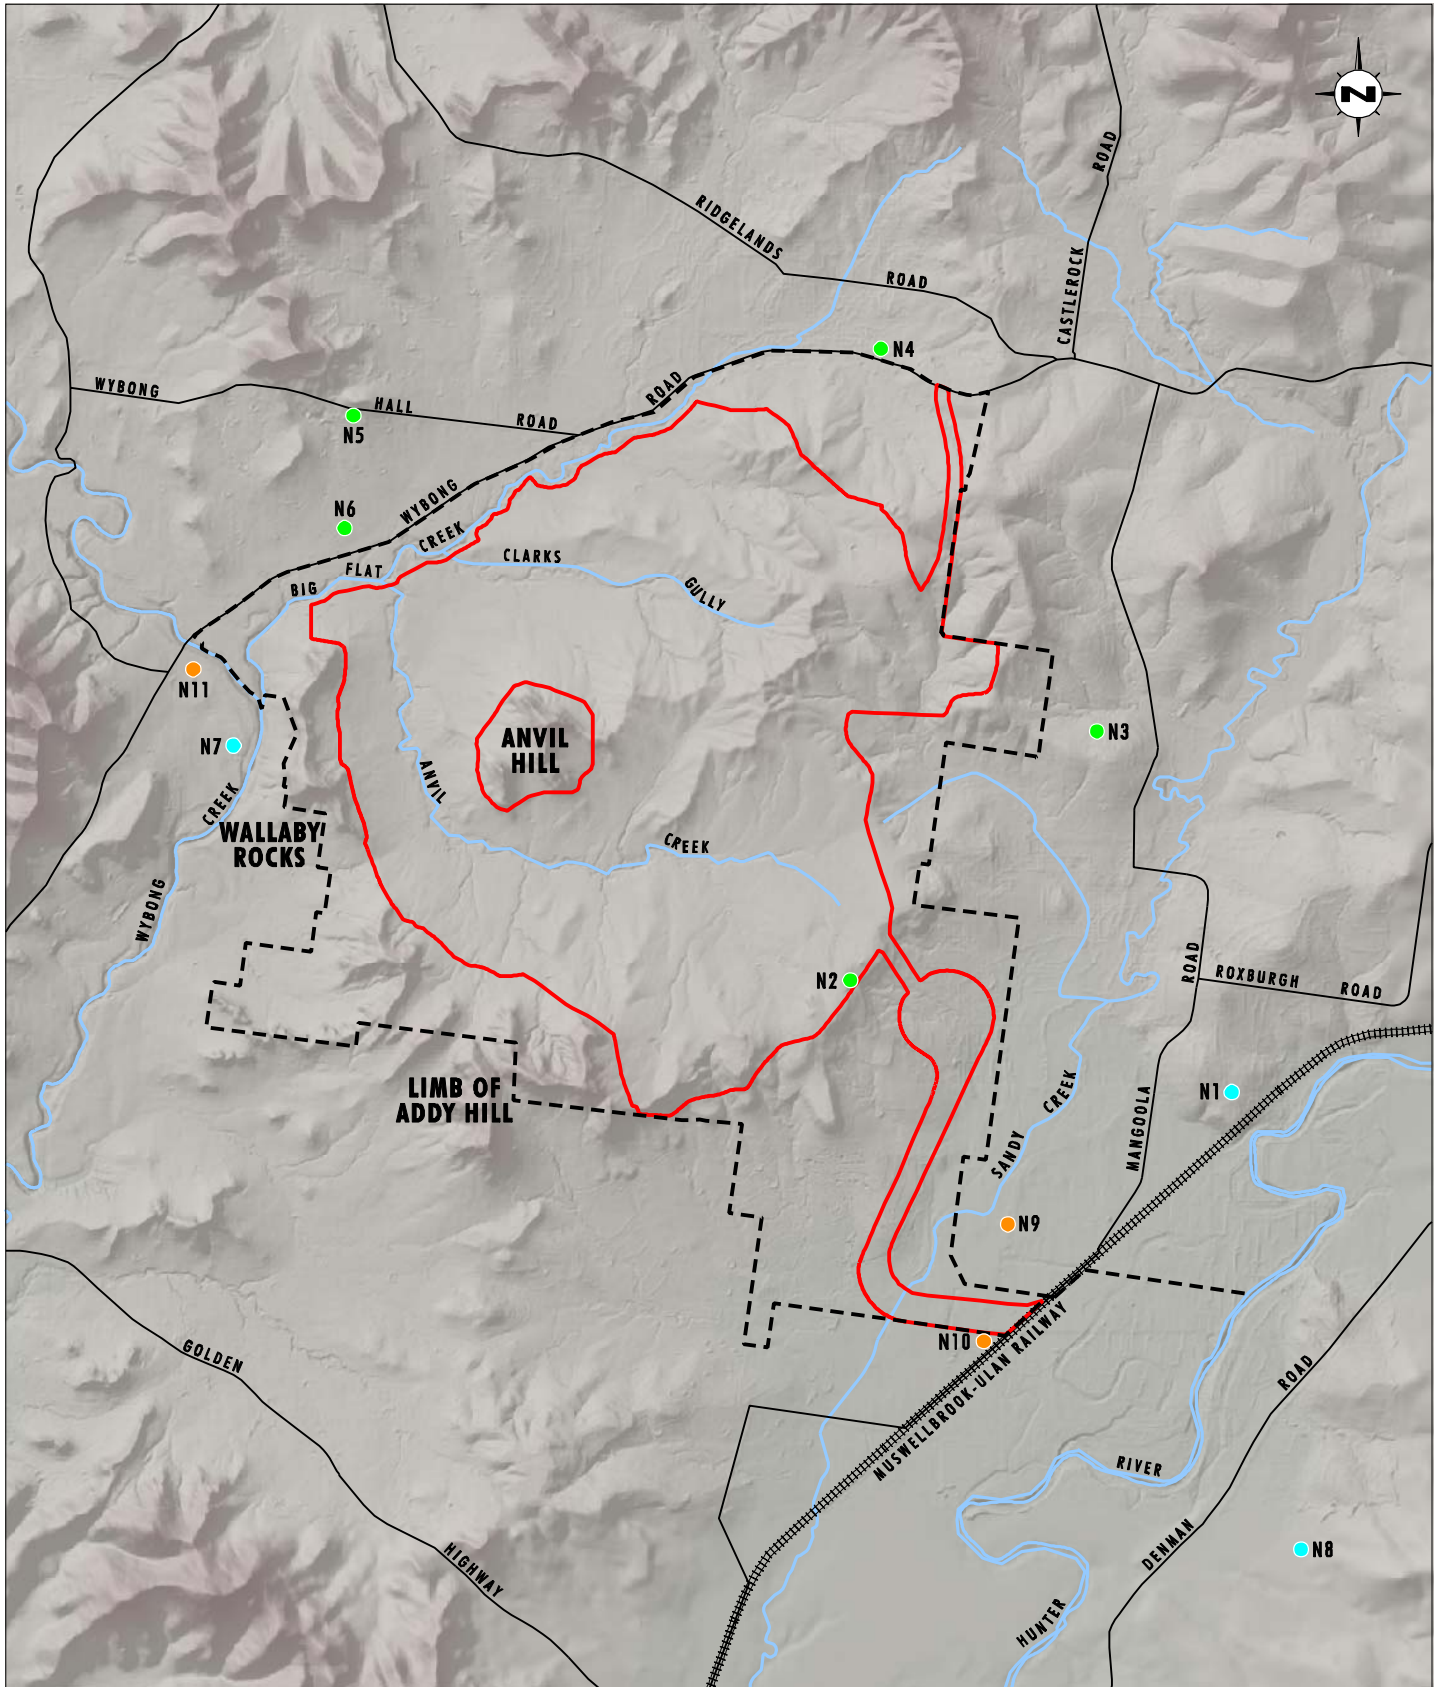 N
ROAD
RIDGELANDS
ROAD
CASTLEROCK
N4
WYBONG
HALL
ROAD
ROAD
N5
N6
WYBONG
CREEK
CLARKS
FLAT
BIG
GULLY
N11
N7
N3
ANVIL
HILL
ANVIL
CREEK
WALLABY
ROCKS
CREEK
WYBONG
ROAD
N2
ROXBURGH
ROAD
LIMB OF
ADDY HILL
CREEK
N1
MANGOOLA
SANDY
N9
N10
MUSWELLBROOK-ULAN RAILWAY
GOLDEN
ROAD
RIVER
DENMAN
N8
HIGHWAY
HUNTER